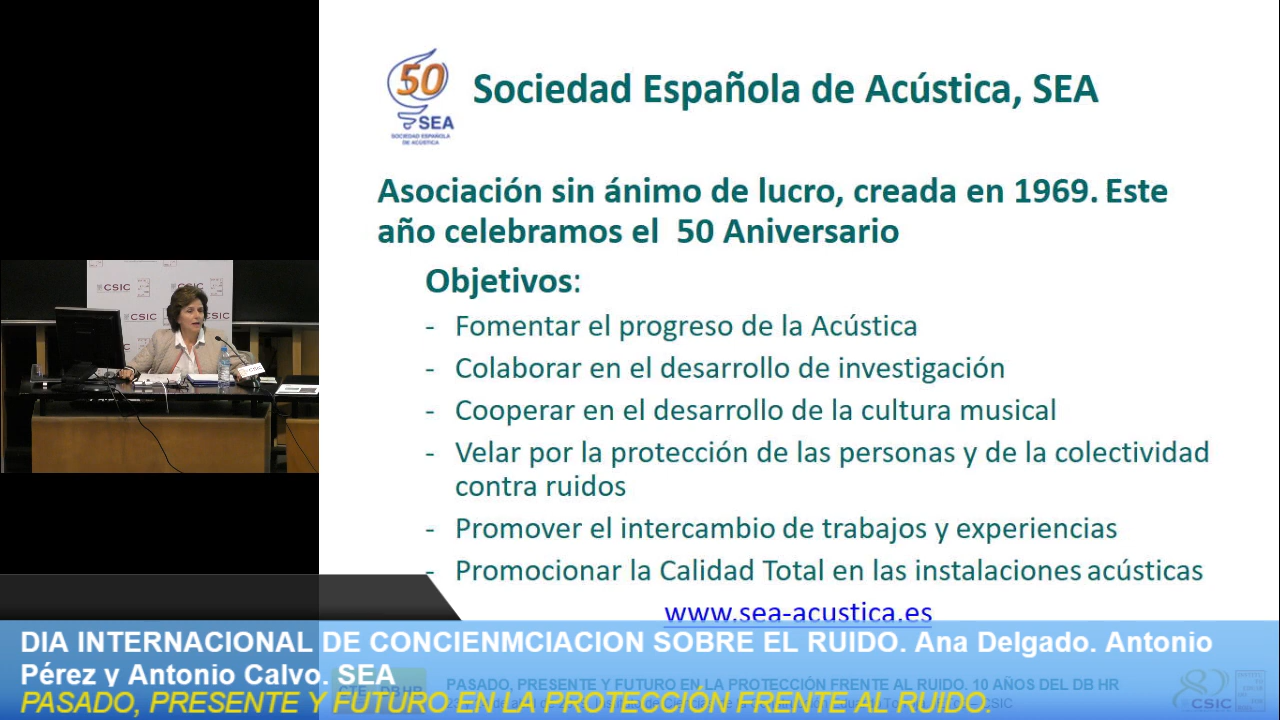 50
SEA
SOCIEDAD ESPAÑOLA
DE ACÚSTICA
Sociedad Española de Acústica, SEA
Asociación sin ánimo de lucro, creada en 1969. Este
año celebramos el 50 Aniversario
Objetivos:
- Fomentar el progreso de la Acústica
- Colaborar en el desarrollo de investigación
- Cooperar en el desarrollo de la cultura musical
- Velar por la protección de las personas y de la colectividad
contra ruidos
- Promover el intercambio de trabajos y experiencias
- Promocionar la Calidad Total en las instalaciones acústicas
www.sea-acustica.es
CSIC
CSIC
CSIC
CSIC
DIA INTERNACIONAL DE CONCIENMCIACION SOBRE EL RUIDO. Ana Delgado. Antonio
Pérez y Antonio Calvo. SEA
PASADO, PRESENTE Y FUTURO EN LA PROTECCIÓN FRENTE AL RUIDO. 10 AÑOS DEL DB HR
PASADO, PRESENTE Y FUTURO EN LA PROTECCIÓN FRENTE AL RUIDO.
CSIC
CSIC